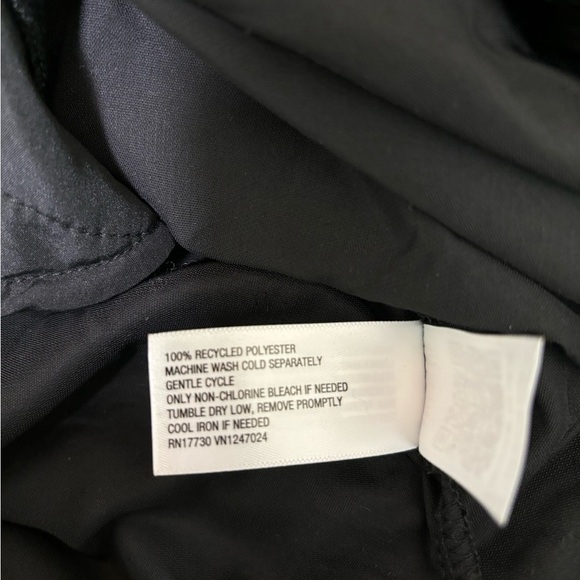 100% RECYCLED POLYESTER
MACHINE WASH COLD SEPARATELY
GENTLE CYCLE
ONLY NON-CHLORINE BLEACH IF NEEDED
TUMBLE DRY LOW, REMOVE PROMPTLY
COOL IRON IF NEEDED
RN17730 VN1247024